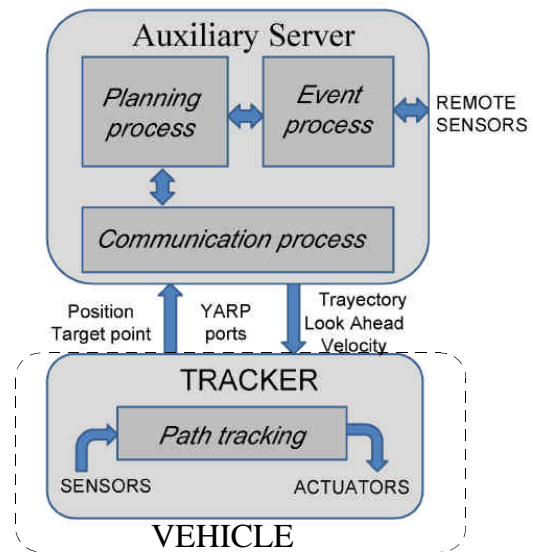 Auxiliary Server
Planning
process
Event
process
REMOTE
SENSORS
Communication process
Position
Target point
YARP
ports
Trayectory
Look Ahead
Velocity
TRACKER
Path tracking
SENSORS
ACTUATORS
VEHICLE